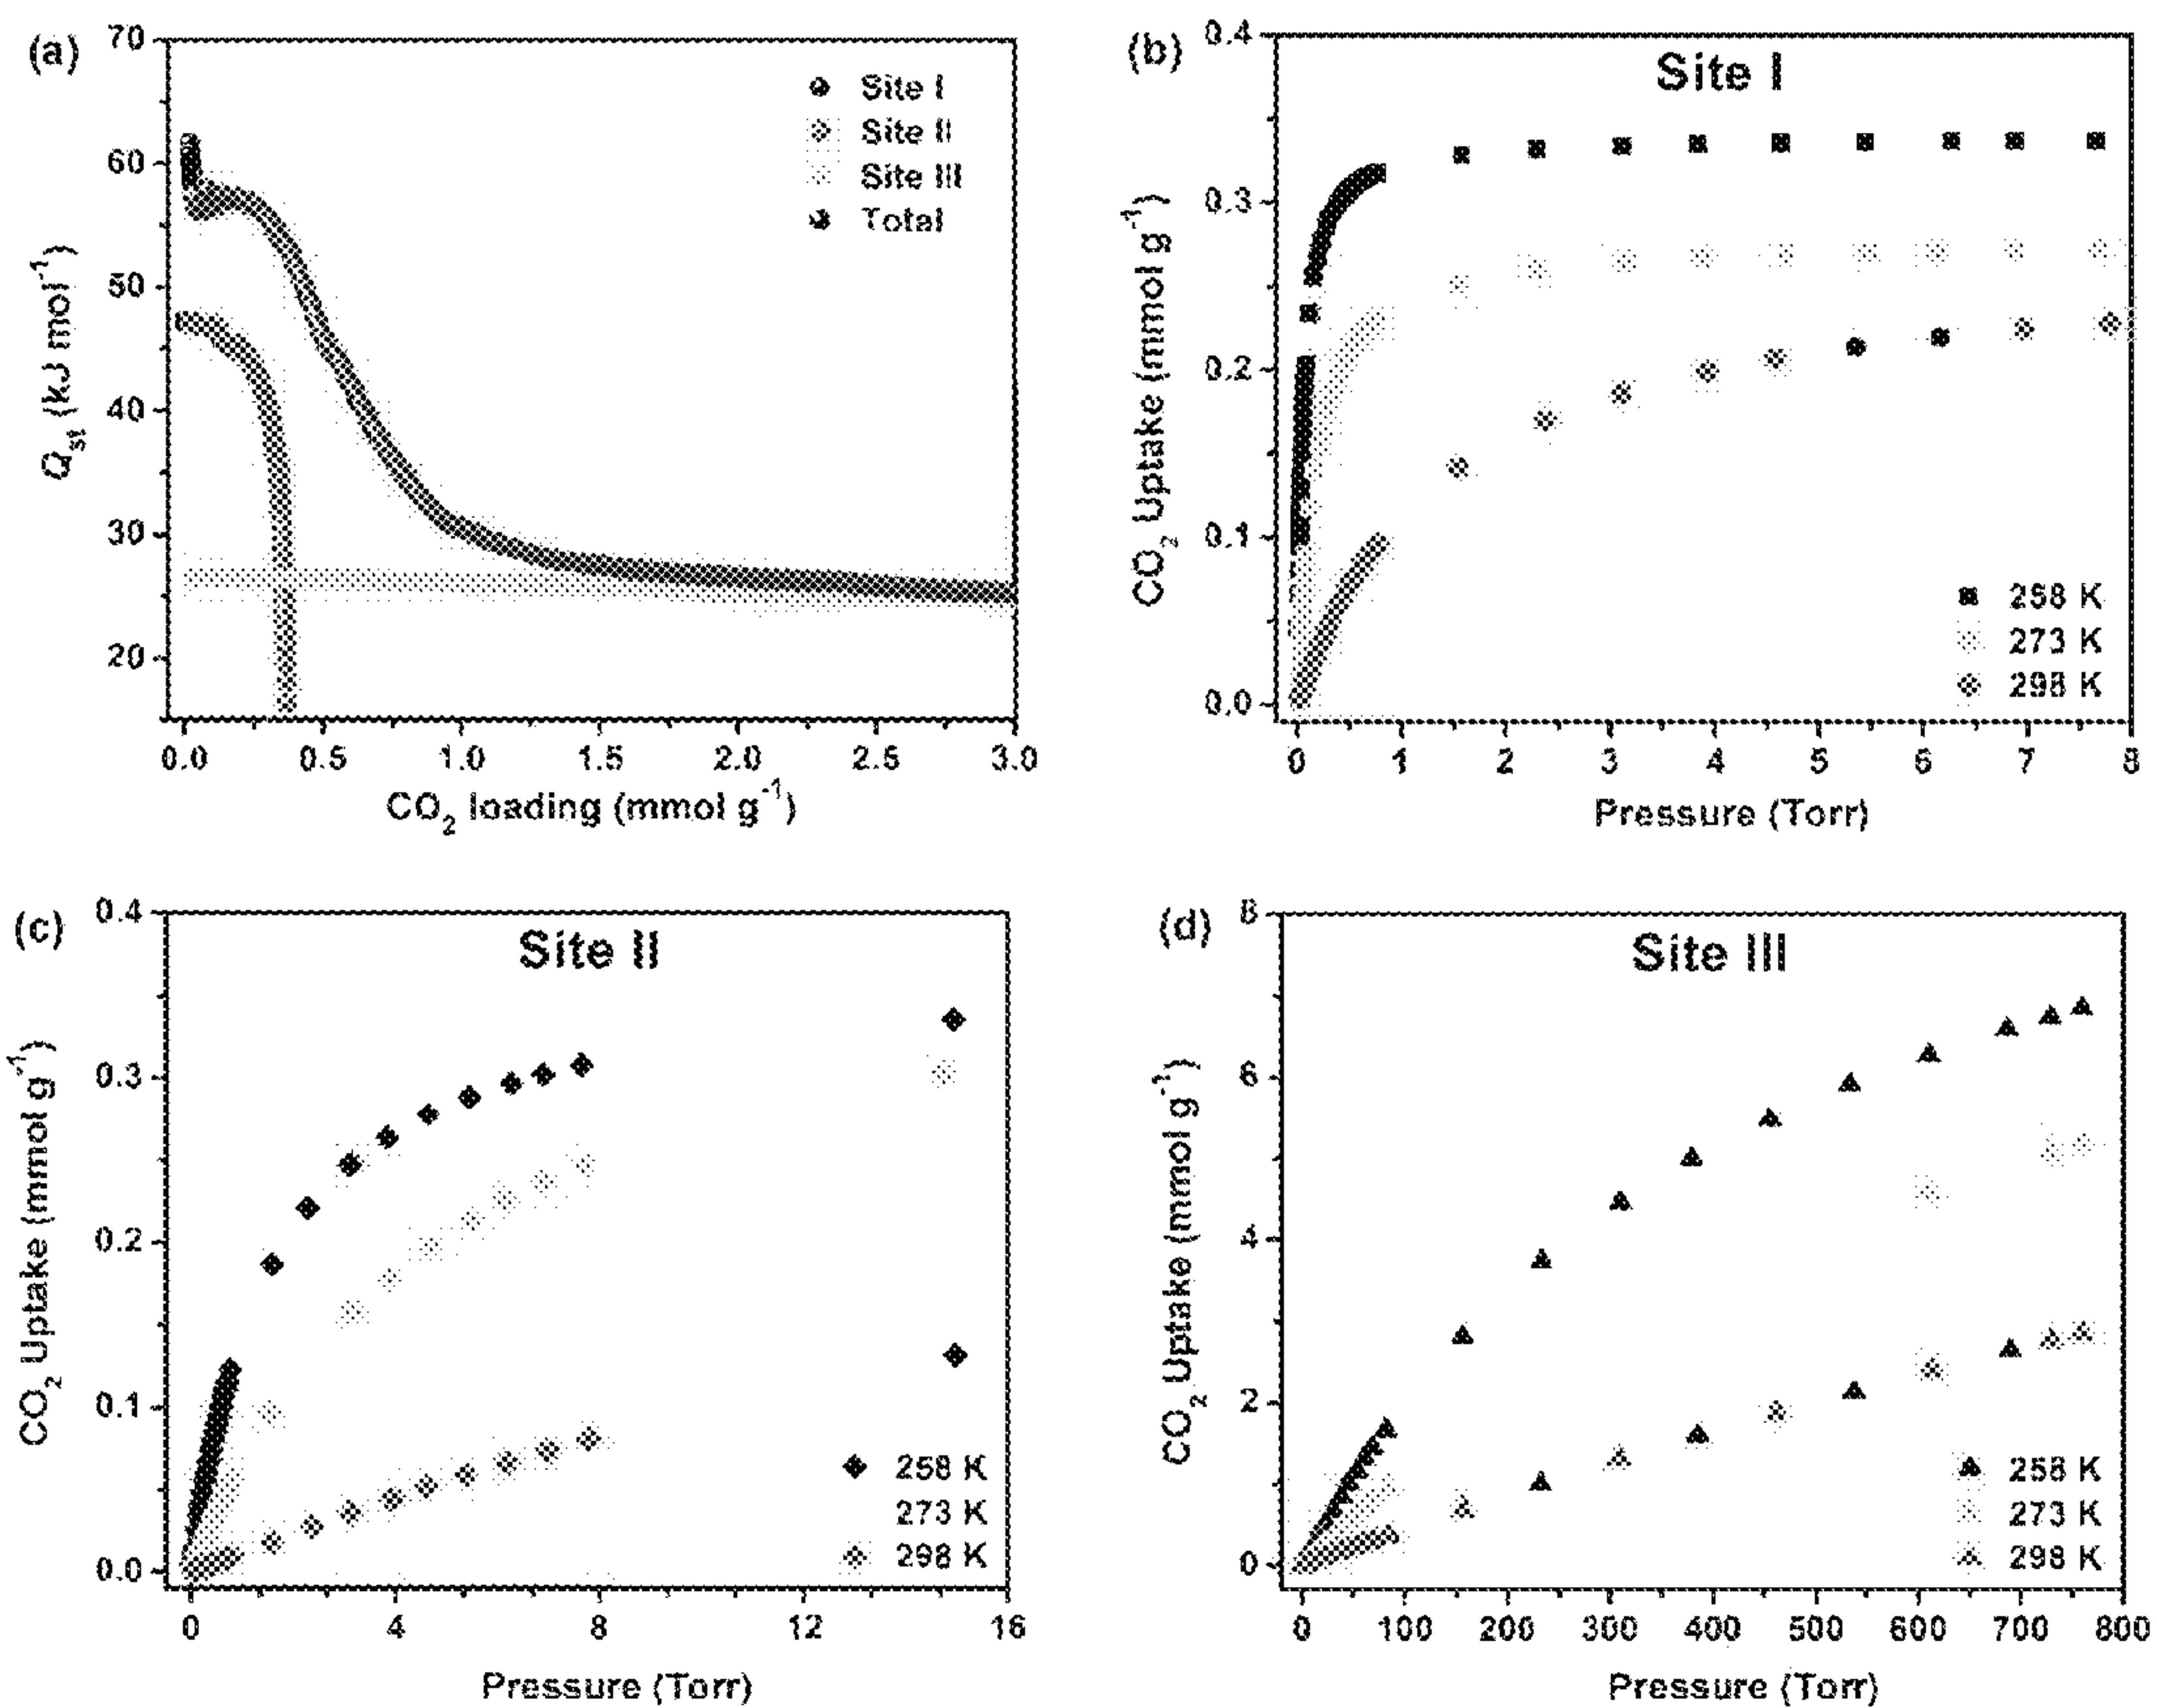 (a)
70
60
50
40
30
20
Q_st (kJ mol⁻¹)
Site I
Site II
Site III
Total
0.0 0.5 1.0 1.5 2.0 2.5 3.0
CO₂ loading (mmol g⁻¹)
(b)
Site I
0.4
0.3
0.2
0.1
0.0
CO₂ Uptake (mmol g⁻¹)
258 K
273 K
298 K
0 1 2 3 4 5 6 7 8
Pressure (Torr)
(c)
Site II
0.4
0.3
0.2
0.1
0.0
CO₂ Uptake (mmol g⁻¹)
258 K
273 K
298 K
0 4 8 12 16
Pressure (Torr)
(d)
Site III
8
6
4
2
0
CO₂ Uptake (mmol g⁻¹)
258 K
273 K
298 K
0 100 200 300 400 500 600 700 800
Pressure (Torr)